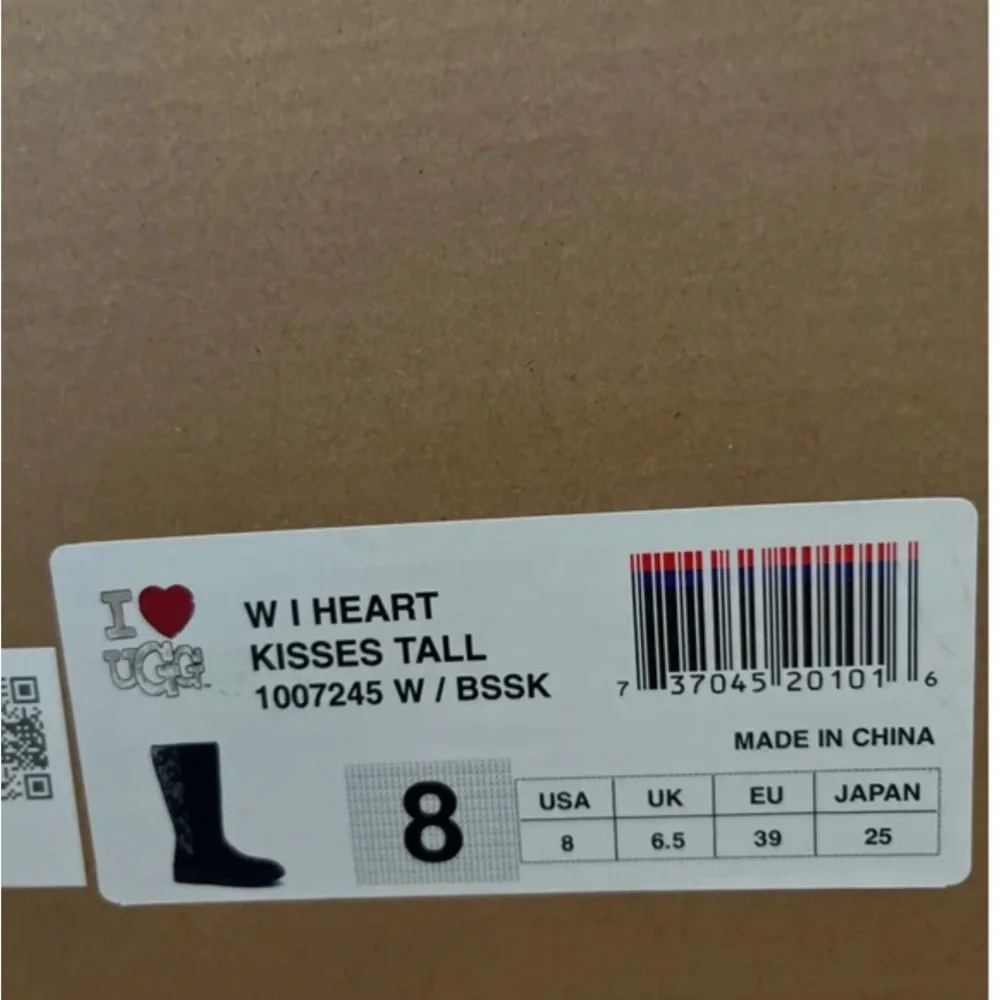 I
UGG
W I HEART
KISSES TALL
1007245 W / BSSK
7 37045 20101 6
MADE IN CHINA
8
USA UK EU JAPAN
8 6.5 39 25